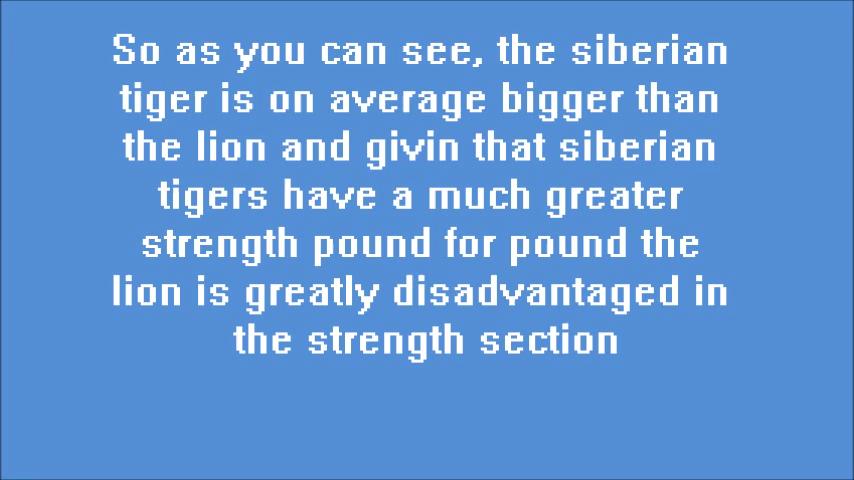 So as you can see, the siberian
tiger is on average bigger than
the lion and givin that siberian
tigers have a much greater
strength pound for pound the
lion is greatly disadvantaged in
the strength section